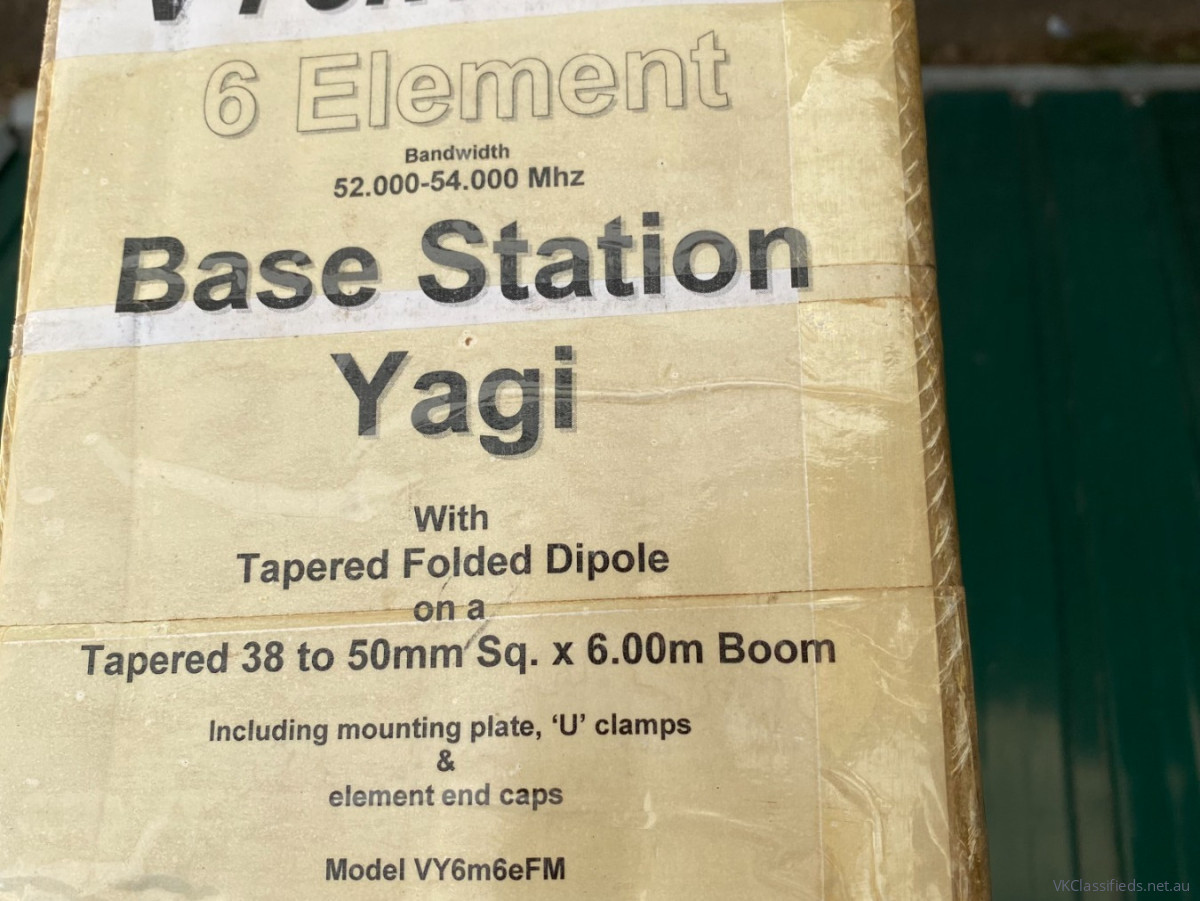 6 Element
Bandwidth
52.000-54.000 Mhz
Base Station
Yagi
With
Tapered Folded Dipole
on a
Tapered 38 to 50mm Sq. x 6.00m Boom
Including mounting plate, ‘U’ clamps
&
element end caps
Model VY6m6eFM
VKClassifieds.net.au